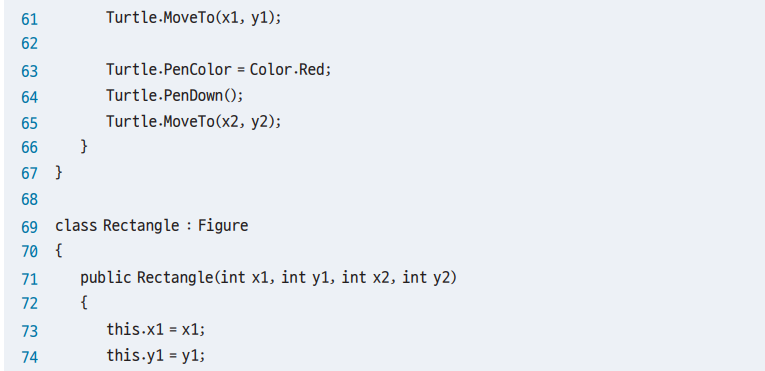 61 Turtle.MoveTo(x1, y1);
62
63 Turtle.PenColor = Color.Red;
64 Turtle.PenDown();
65 Turtle.MoveTo(x2, y2);
66 }
67 }
68
69 class Rectangle : Figure
70 {
71 public Rectangle(int x1, int y1, int x2, int y2)
72 {
73 this.x1 = x1;
74 this.y1 = y1;